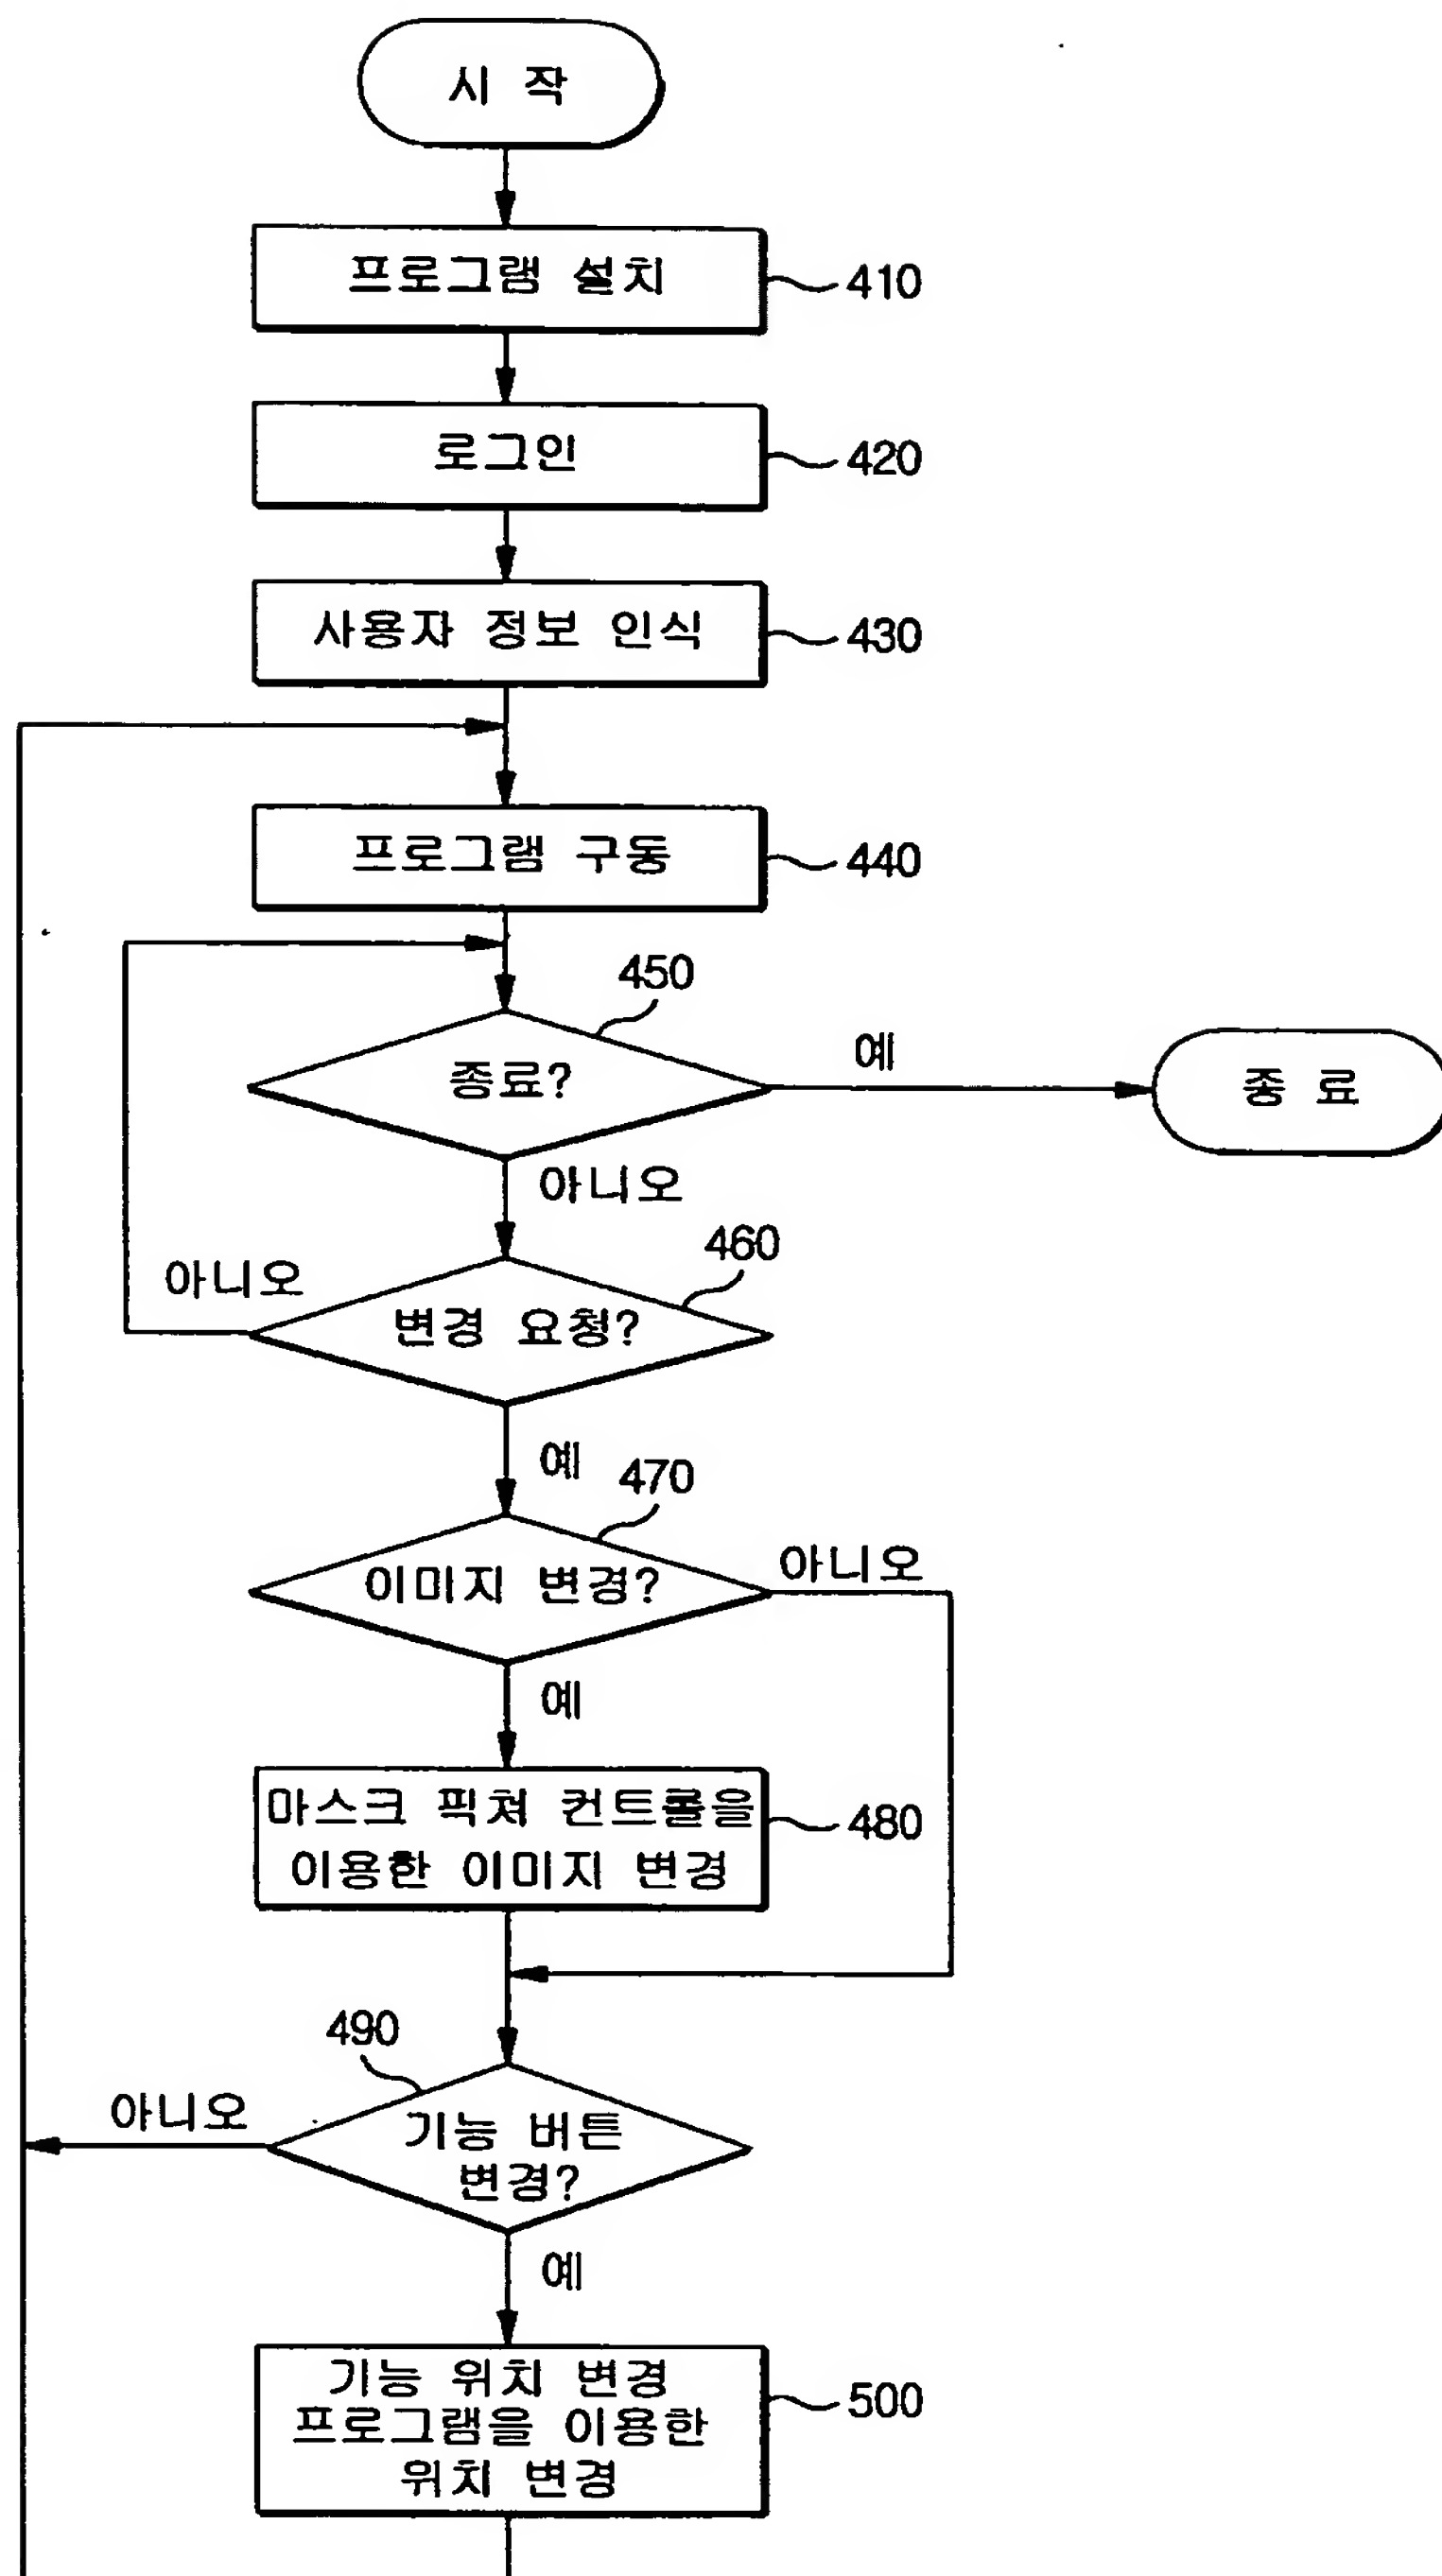 시 작
프로그램 설치
410
로그인
420
사용자 정보 인식
430
프로그램 구동
440
450
종료?
예
종 료
아니오
460
아니오
변경 요청?
예
470
이미지 변경?
아니오
예
마스크 픽쳐 컨트롤을
이용한 이미지 변경
480
490
아니오
기능 버튼
변경?
예
기능 위치 변경
프로그램을 이용한
위치 변경
500